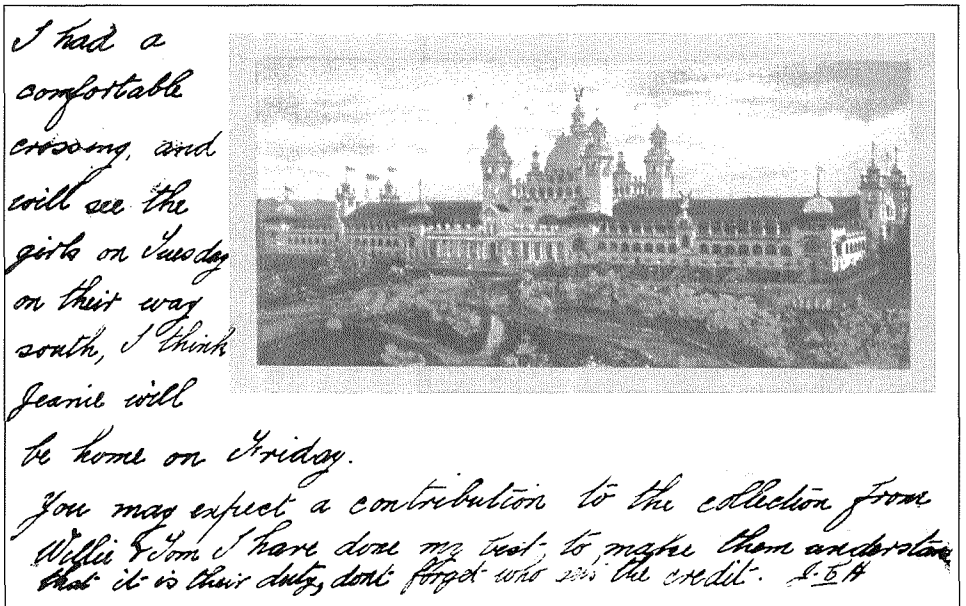 I had a
comfortable
crossing, and
will see the
girls on Tuesday
on their way
south, I think
Jeanie will
be home on Friday.
You may expect a contribution to the collection from
Willie & Tom I have done my best to make them understand
that it is their duty, dont forget who the credit.